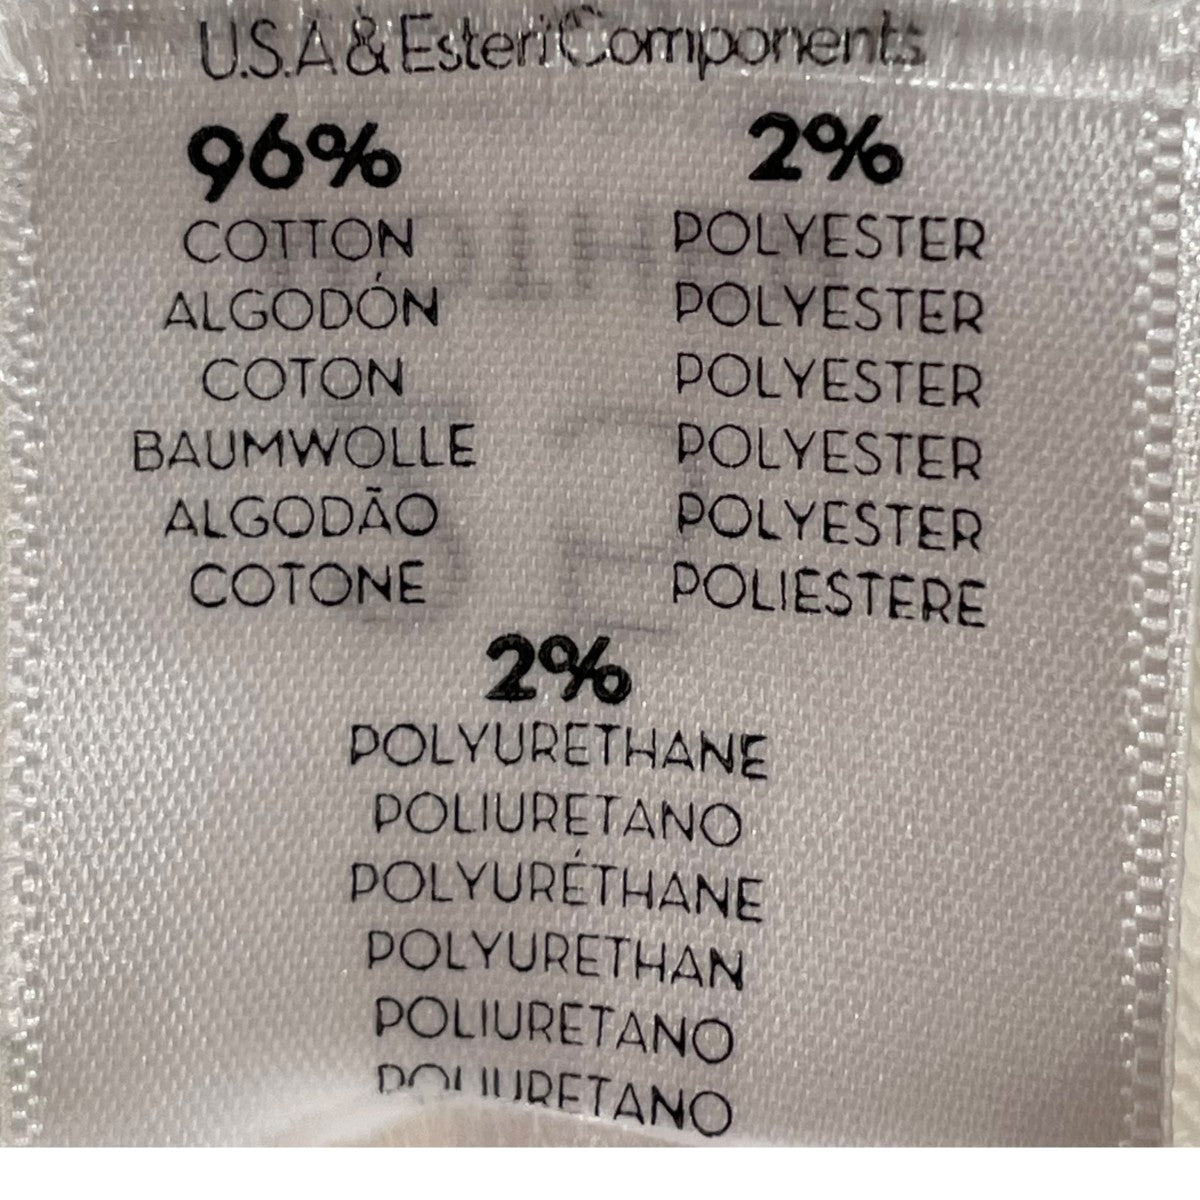 U.S.A & Esteri Components
96%
COTTON
ALGODÓN
COTON
BAUMWOLLE
ALGODÃO
COTONE
2%
POLYESTER
POLYESTER
POLYESTER
POLYESTER
POLYESTER
POLIESTERE
2%
POLYURETHANE
POLIURETANO
POLYURÉTHANE
POLYURETHAN
POLIURETANO
POLIURETANO